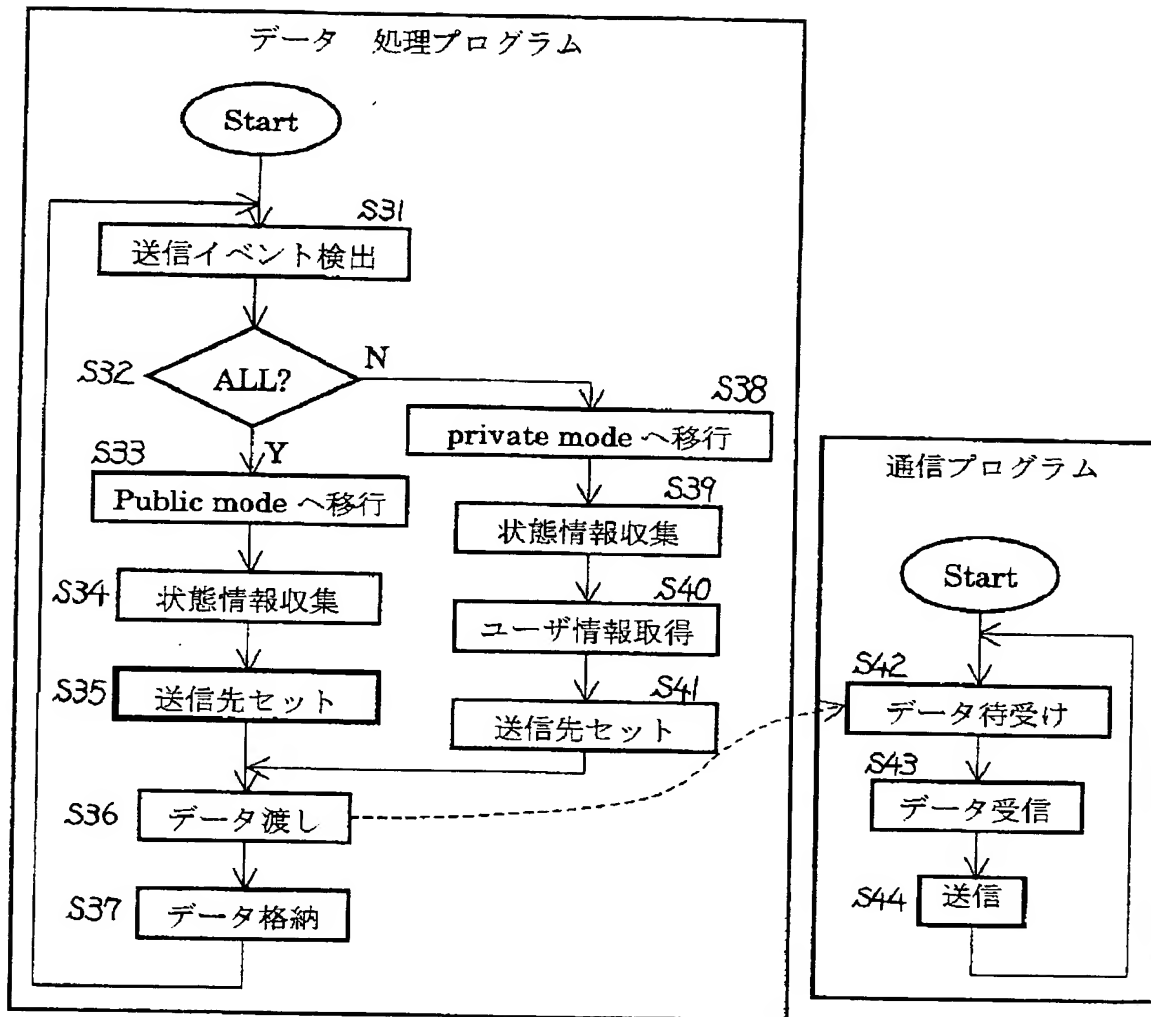 データ 処理プログラム
Start
S31
送信イベント検出
S32
ALL?
N
Y
S33
Public mode へ移行
S34
状態情報収集
S35
送信先セット
S36
データ渡し
S37
データ格納
S38
private mode へ移行
S39
状態情報収集
S40
ユーザ情報取得
S41
送信先セット
通信プログラム
Start
S42
データ待受け
S43
データ受信
S44
送信